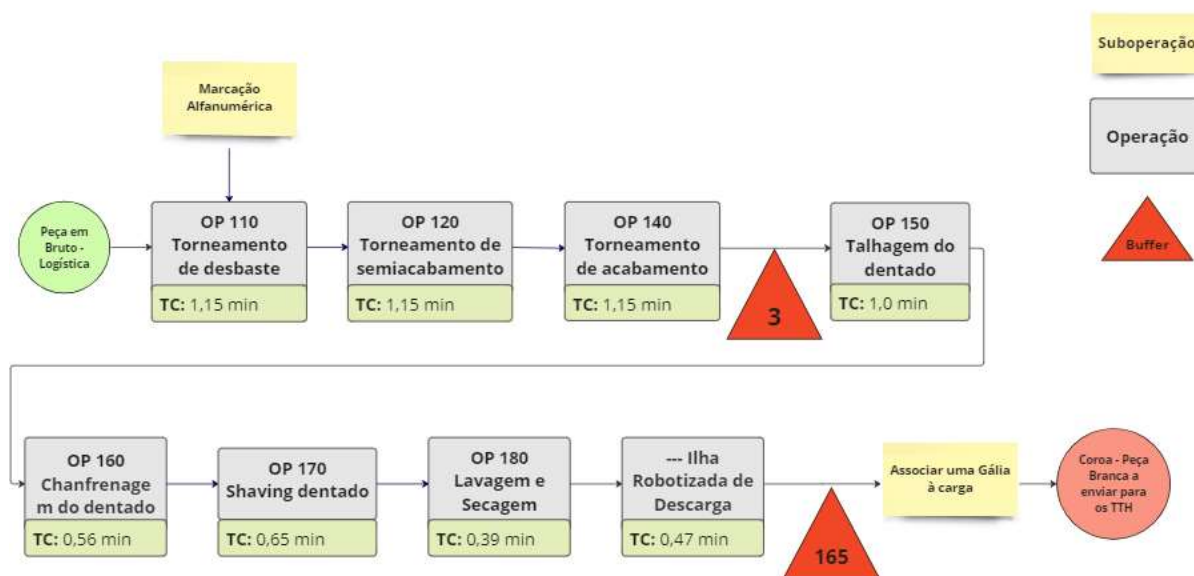 Marcação
Alfanumérica
Suboperação
Operação
Buffer
Peça em
Bruto -
Logística
OP 110
Torneamento
de desbaste
TC: 1,15 min
OP 120
Torneamento de
semiacabamento
TC: 1,15 min
OP 140
Torneamento
de acabamento
TC: 1,15 min
3
OP 150
Talhagem do
dentado
TC: 1,0 min
OP 160
Chanfrenage
m do dentado
TC: 0,56 min
OP 170
Shaving dentado
TC: 0,65 min
OP 180
Lavagem e
Secagem
TC: 0,39 min
--- Ilha
Robotizada de
Descarga
TC: 0,47 min
165
Associar uma Gália
à carga
Coroa - Peça
Branca a
enviar para
os TTH